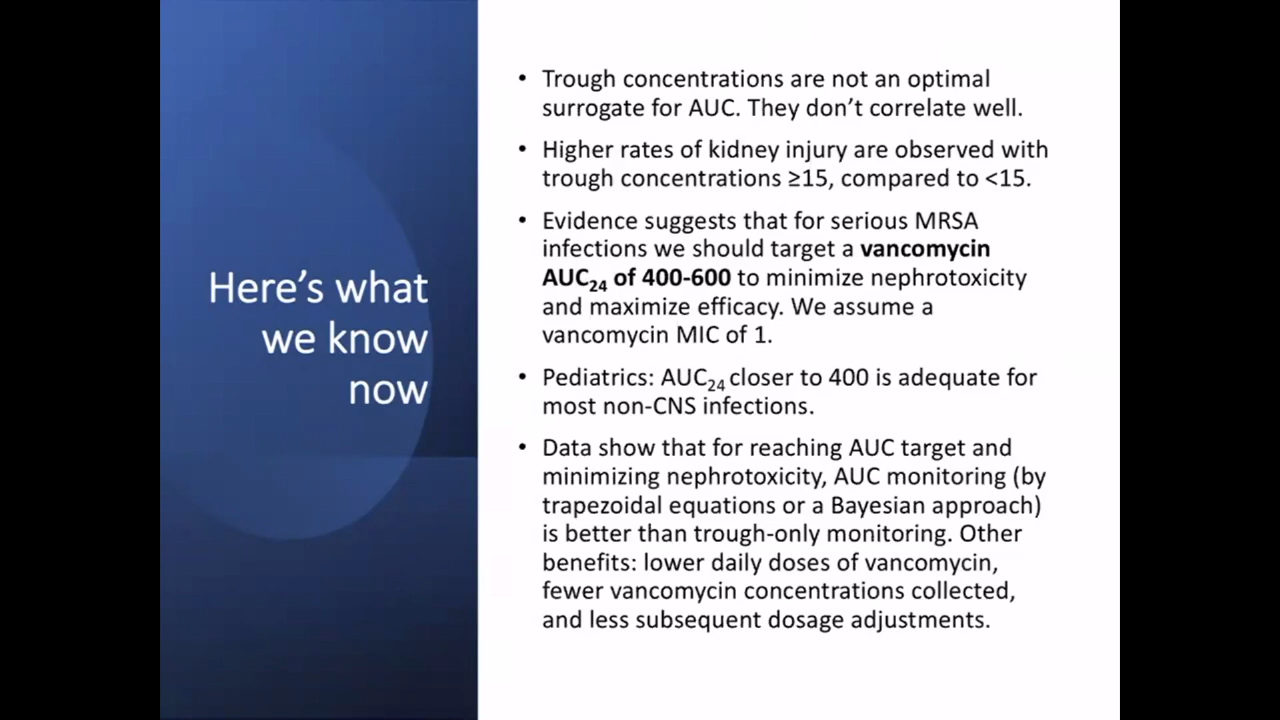 Here’s what
we know
now
• Trough concentrations are not an optimal
surrogate for AUC. They don’t correlate well.
• Higher rates of kidney injury are observed with
trough concentrations ≥15, compared to <15.
• Evidence suggests that for serious MRSA
infections we should target a vancomycin
AUC24 of 400-600 to minimize nephrotoxicity
and maximize efficacy. We assume a
vancomycin MIC of 1.
• Pediatrics: AUC24 closer to 400 is adequate for
most non-CNS infections.
• Data show that for reaching AUC target and
minimizing nephrotoxicity, AUC monitoring (by
trapezoidal equations or a Bayesian approach)
is better than trough-only monitoring. Other
benefits: lower daily doses of vancomycin,
fewer vancomycin concentrations collected,
and less subsequent dosage adjustments.